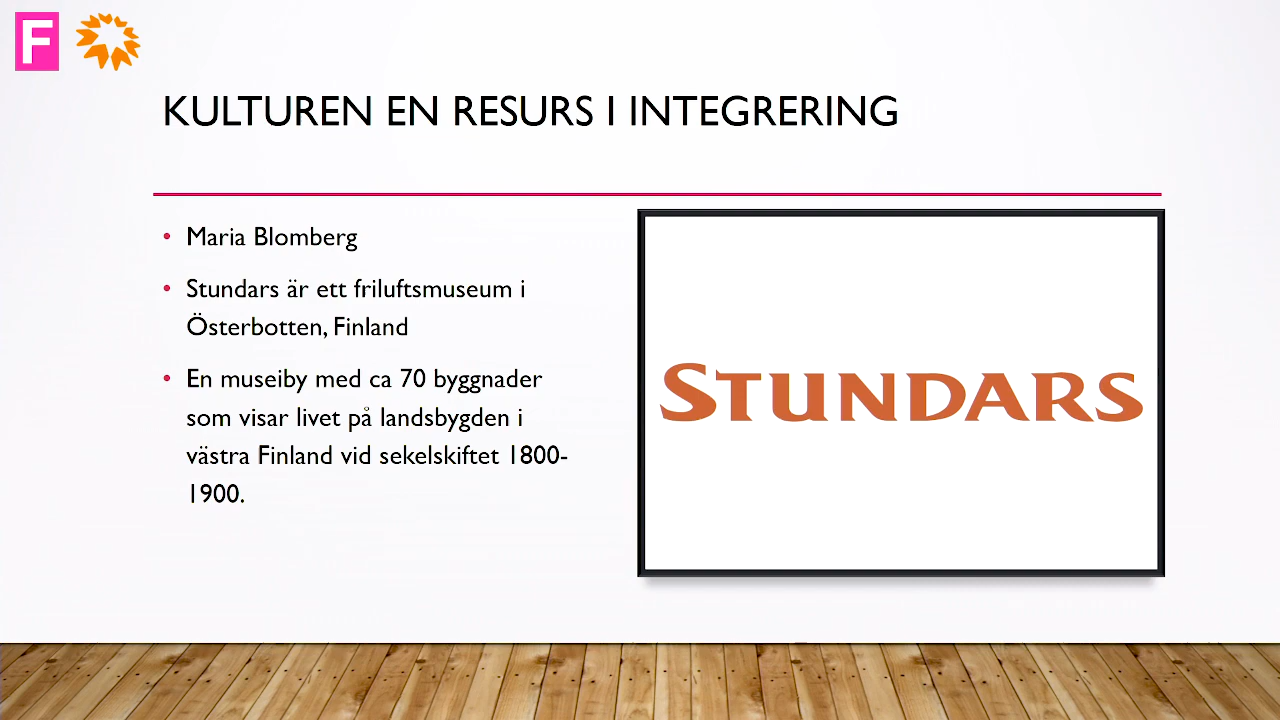 F
KULTUREN EN RESURS I INTEGRERING
• Maria Blomberg
• Stundars är ett friluftsmuseum i
Österbotten, Finland
• En museiby med ca 70 byggnader
som visar livet på landsbygden i
västra Finland vid sekelskiftet 1800-
1900.
STUNDARS